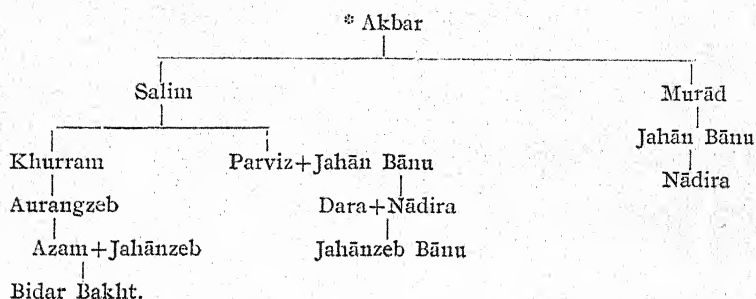 * Akbar
Salim Murād
Jahān Bānu
Khurram Parviz+Jahān Bānu
Nādira
Aurangzeb Dara+Nādira
Azam+Jahānzeb Jahānzeb Bānu
Bidar Bakht.